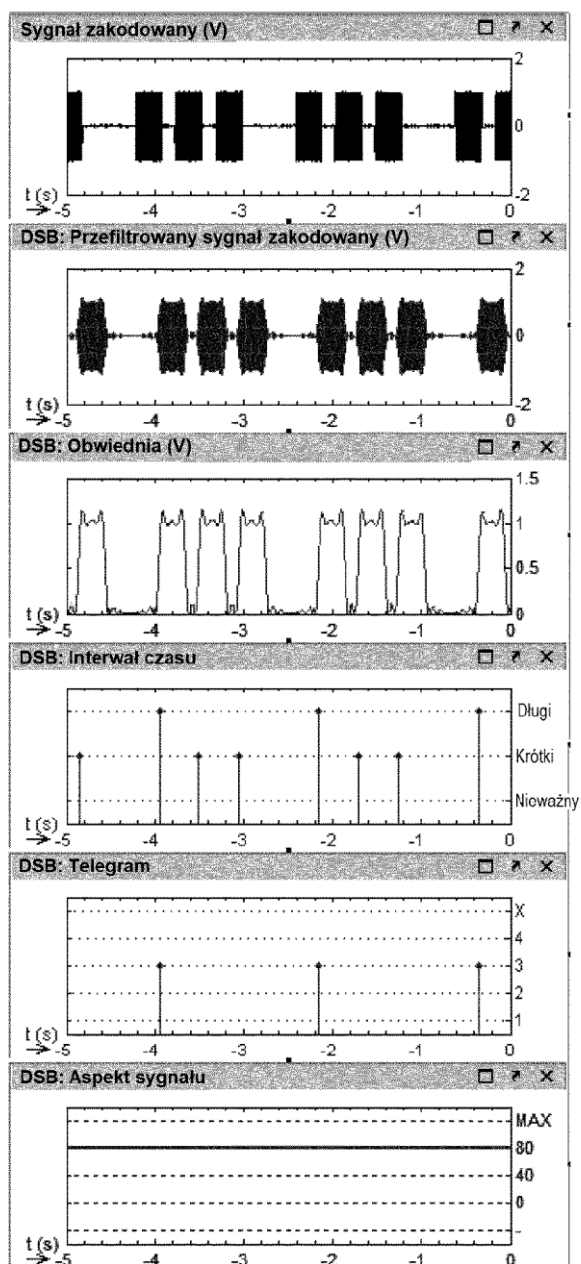 Sygnał zakodowany (V)
2
0
-2
t (s)
-5 -4 -3 -2 -1 0
DSB: Przefiltrowany sygnał zakodowany (V)
2
0
-2
t (s)
-5 -4 -3 -2 -1 0
DSB: Obwiednia (V)
1.5
1
0.5
0
t (s)
-5 -4 -3 -2 -1 0
DSB: Interwał czasu
Długi
Krótki
Nieważny
t (s)
-5 -4 -3 -2 -1 0
DSB: Telegram
X
4
3
2
1
t (s)
-5 -4 -3 -2 -1 0
DSB: Aspekt sygnału
MAX
80
40
0
-
t (s)
-5 -4 -3 -2 -1 0